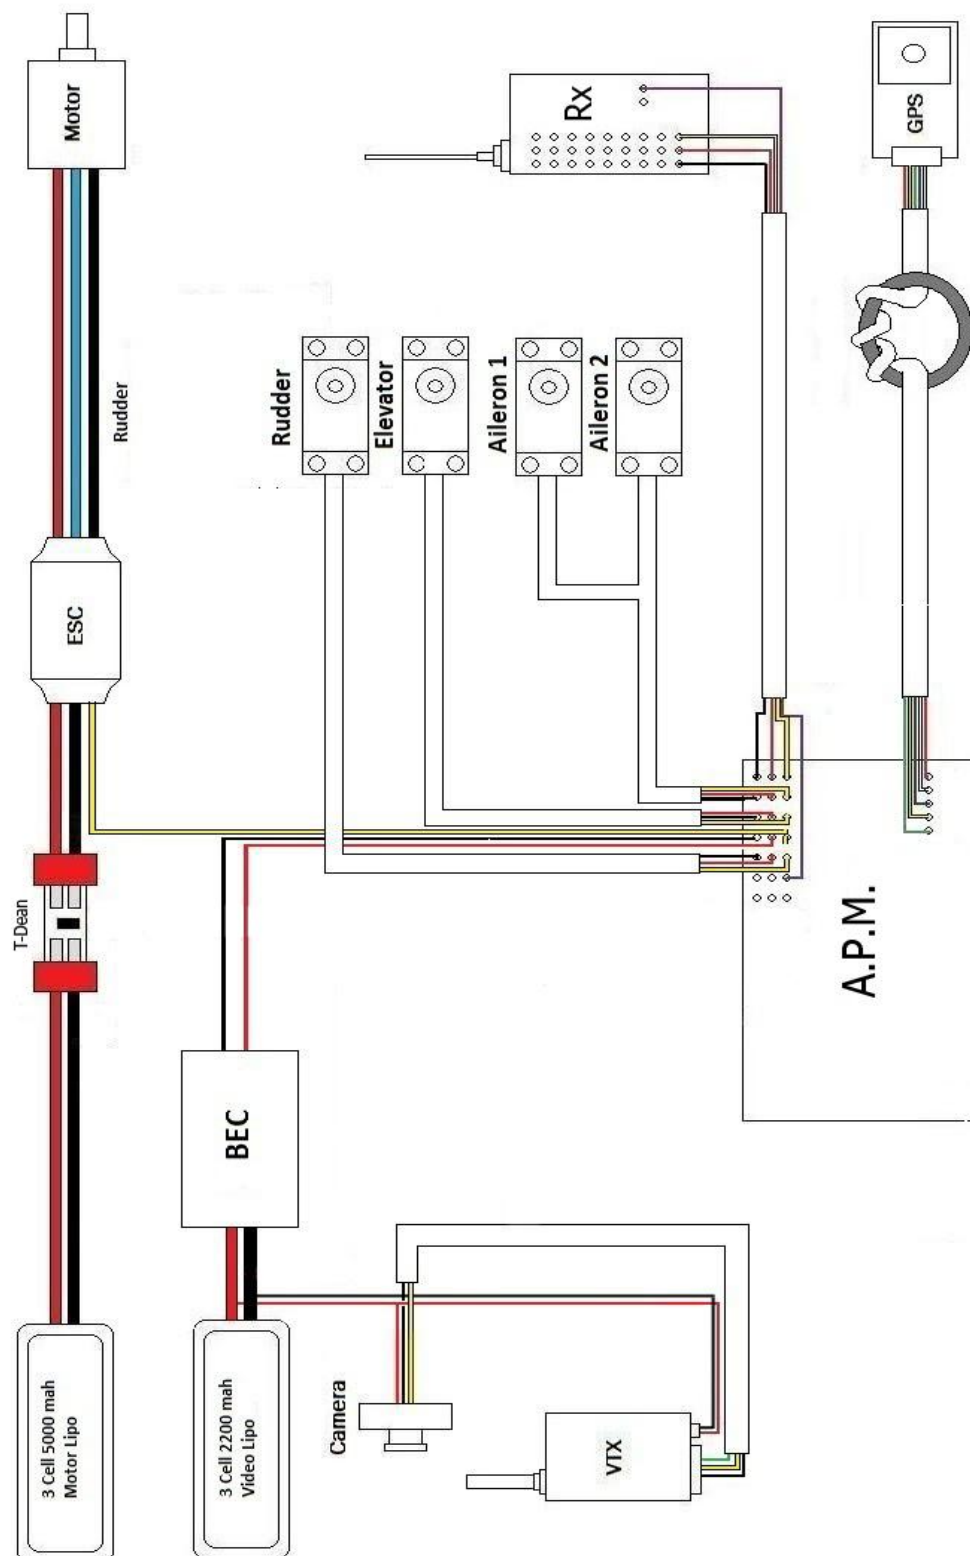 Motor
Rx
GPS
Rudder
Rudder
Elevator
Aileron 1
Aileron 2
ESC
T-Dean
A.P.M.
BEC
Camera
VTX
3 Cell 5000 mah
Motor Lipo
3 Cell 2200 mah
Video Lipo